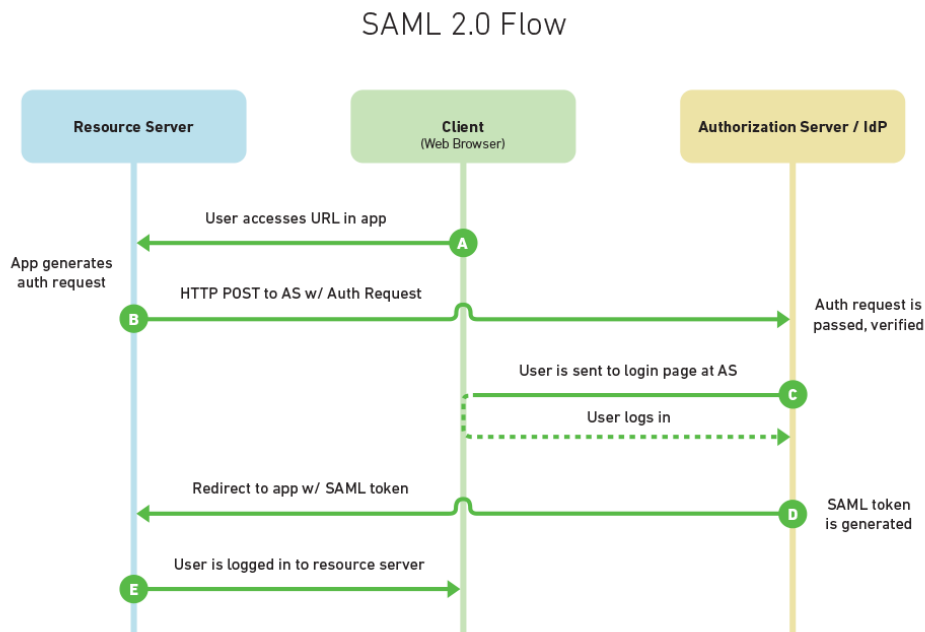 SAML 2.0 Flow
Resource Server
Client
(Web Browser)
Authorization Server / IdP
User accesses URL in app
A
App generates
auth request
HTTP POST to AS w/ Auth Request
B
Auth request is
passed, verified
User is sent to login page at AS
C
User logs in
Redirect to app w/ SAML token
D
SAML token
is generated
User is logged in to resource server
E